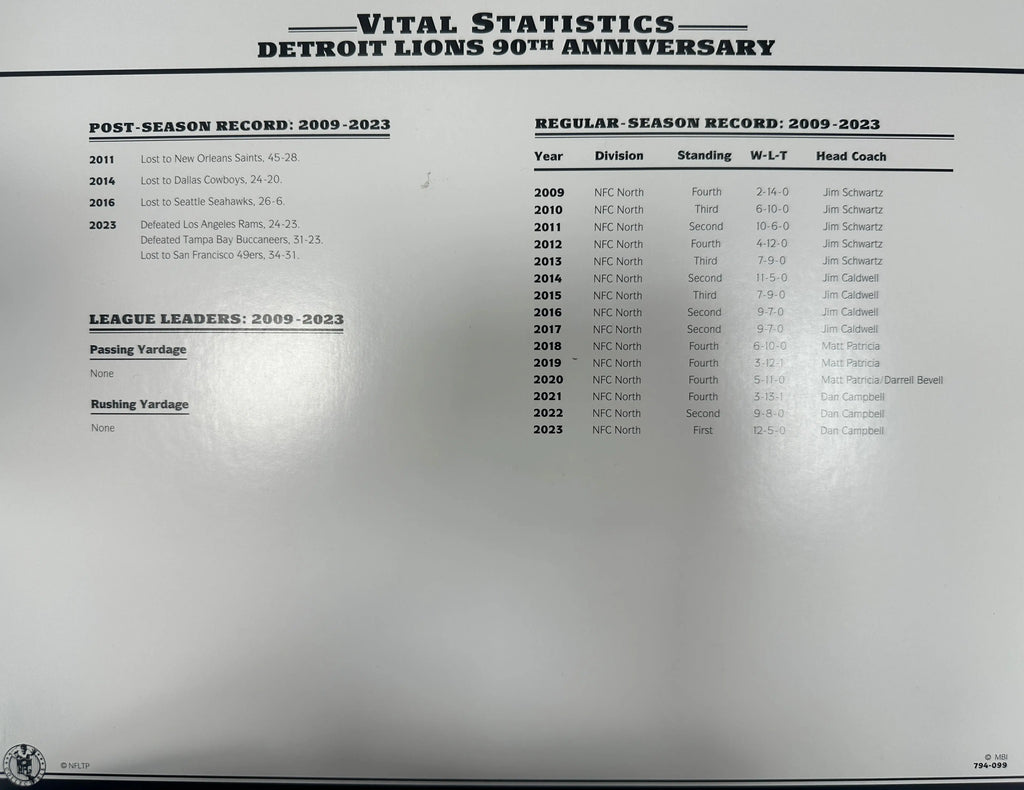 VITAL STATISTICS
DETROIT LIONS 90TH ANNIVERSARY
POST-SEASON RECORD: 2009-2023
2011 Lost to New Orleans Saints, 45-28.
2014 Lost to Dallas Cowboys, 24-20.
2016 Lost to Seattle Seahawks, 26-6.
2023 Defeated Los Angeles Rams, 24-23.
Defeated Tampa Bay Buccaneers, 31-23.
Lost to San Francisco 49ers, 34-31.
LEAGUE LEADERS: 2009-2023
Passing Yardage
None
Rushing Yardage
None
REGULAR-SEASON RECORD: 2009-2023
Year Division Standing W-L-T Head Coach
2009 NFC North Fourth 2-14-0 Jim Schwartz
2010 NFC North Third 6-10-0 Jim Schwartz
2011 NFC North Second 10-6-0 Jim Schwartz
2012 NFC North Fourth 4-12-0 Jim Schwartz
2013 NFC North Third 7-9-0 Jim Schwartz
2014 NFC North Second 11-5-0 Jim Caldwell
2015 NFC North Third 7-9-0 Jim Caldwell
2016 NFC North Second 9-7-0 Jim Caldwell
2017 NFC North Second 9-7-0 Jim Caldwell
2018 NFC North Fourth 6-10-0 Matt Patricia
2019 NFC North Fourth 3-12-1 Matt Patricia
2020 NFC North Fourth 5-11-0 Matt Patricia/Darrell Bevell
2021 NFC North Fourth 3-13-1 Dan Campbell
2022 NFC North Second 9-8-0 Dan Campbell
2023 NFC North First 12-5-0 Dan Campbell
© NFLTP
© MBI
794-099